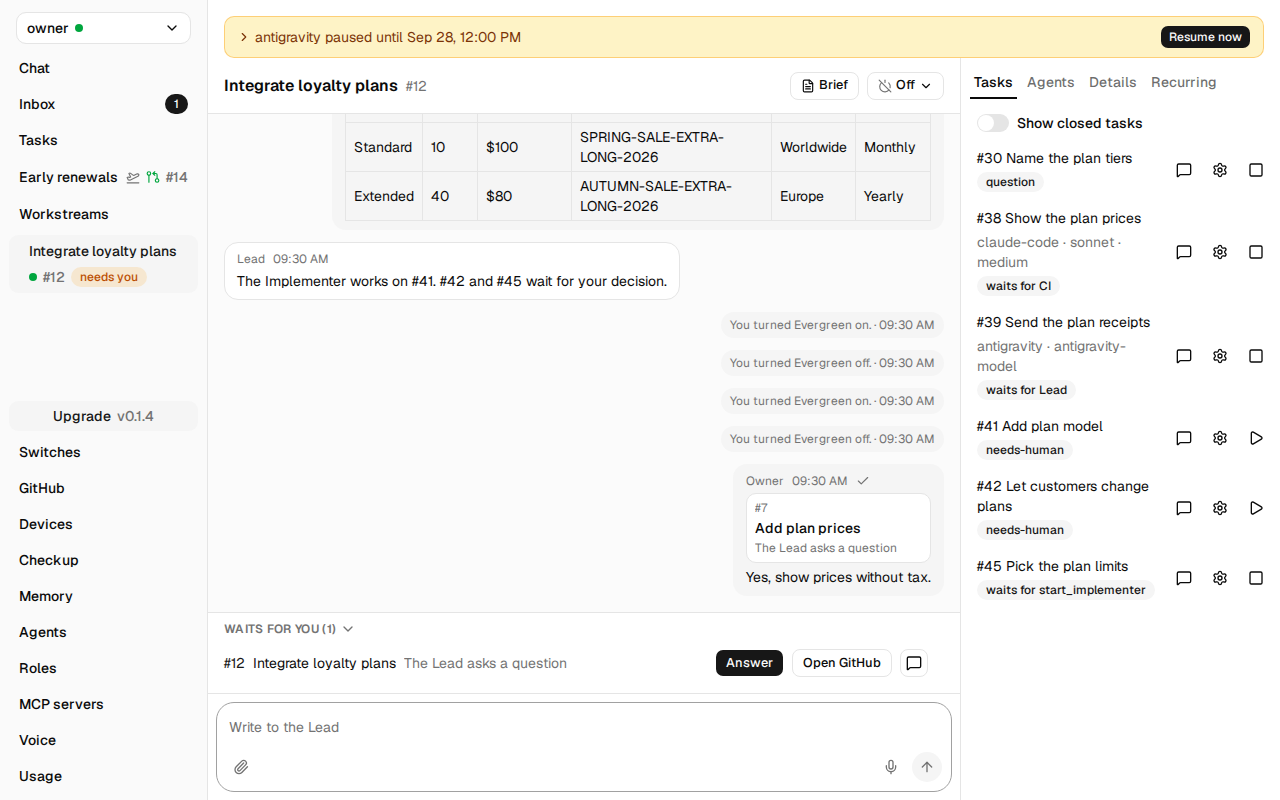 owner
Chat
Inbox 1
Tasks
Early renewals #14
Workstreams
Integrate loyalty plans
#12 needs you
Upgrade v0.1.4
Switches
GitHub
Devices
Checkup
Memory
Agents
Roles
MCP servers
Voice
Usage
antigravity paused until Sep 28, 12:00 PM
Resume now
Integrate loyalty plans #12
Brief
Off
Standard 10 $100 SPRING-SALE-EXTRA-
LONG-2026 Worldwide Monthly
Extended 40 $80 AUTUMN-SALE-EXTRA-
LONG-2026 Europe Yearly
Lead 09:30 AM
The Implementer works on #41. #42 and #45 wait for your decision.
You turned Evergreen on. · 09:30 AM
You turned Evergreen off. · 09:30 AM
You turned Evergreen on. · 09:30 AM
You turned Evergreen off. · 09:30 AM
Owner 09:30 AM
#7
Add plan prices
The Lead asks a question
Yes, show prices without tax.
WAITS FOR YOU (1)
#12 Integrate loyalty plans The Lead asks a question
Answer
Open GitHub
Write to the Lead
Tasks Agents Details Recurring
Show closed tasks
#30 Name the plan tiers
question
#38 Show the plan prices
claude-code · sonnet ·
medium
waits for CI
#39 Send the plan receipts
antigravity · antigravity-
model
waits for Lead
#41 Add plan model
needs-human
#42 Let customers change
plans
needs-human
#45 Pick the plan limits
waits for start_implementer